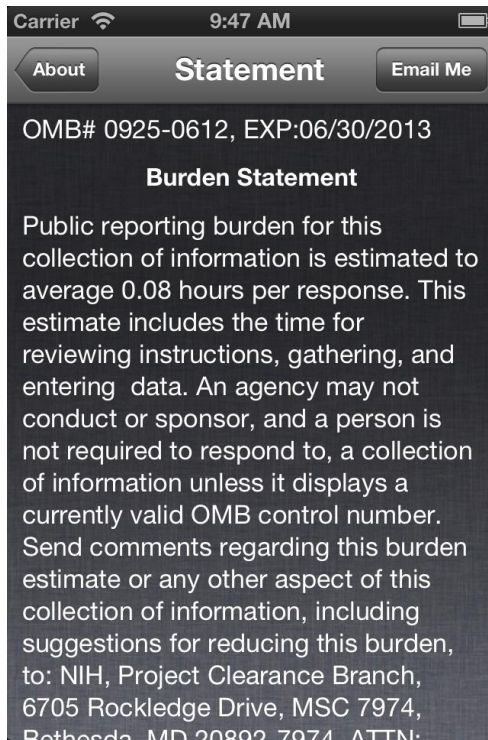 Carrier 9:47 AM
About Statement Email Me
OMB# 0925-0612, EXP:06/30/2013
Burden Statement
Public reporting burden for this
collection of information is estimated to
average 0.08 hours per response. This
estimate includes the time for
reviewing instructions, gathering, and
entering  data. An agency may not
conduct or sponsor, and a person is
not required to respond to, a collection
of information unless it displays a
currently valid OMB control number.
Send comments regarding this burden
estimate or any other aspect of this
collection of information, including
suggestions for reducing this burden,
to: NIH, Project Clearance Branch,
6705 Rockledge Drive, MSC 7974,
Bethesda, MD 20892-7974, ATTN: